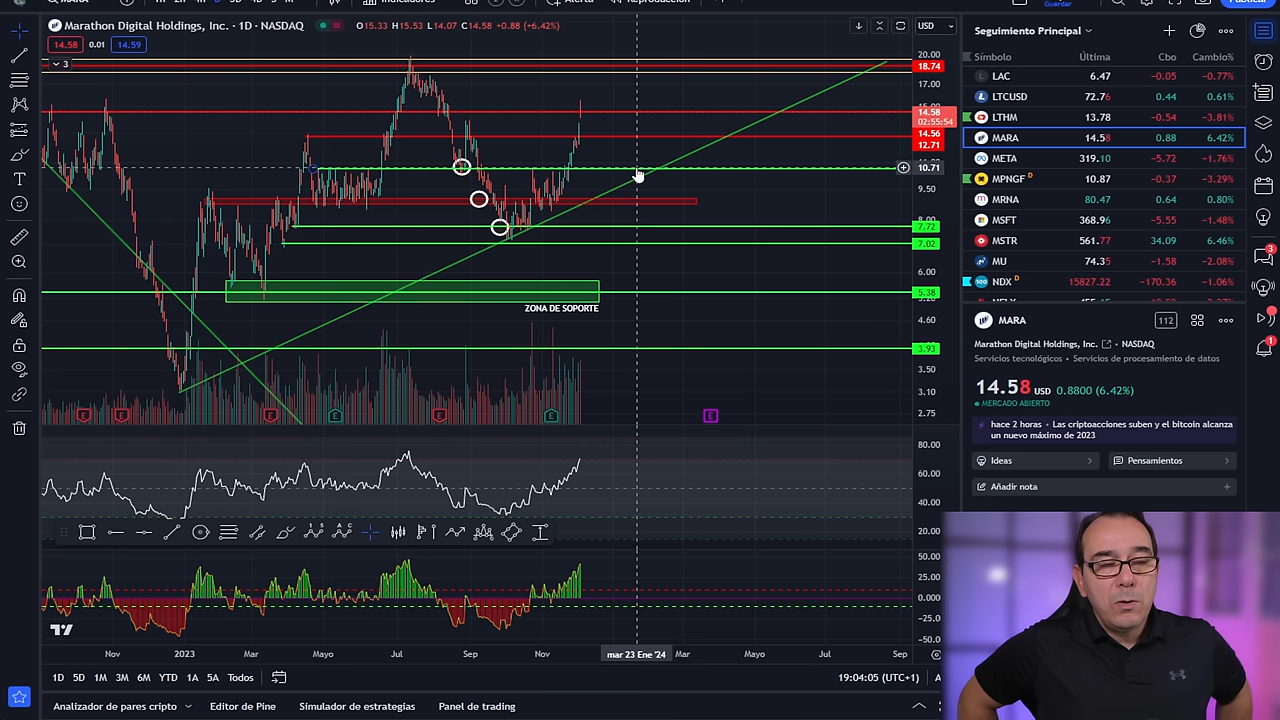 Marathon Digital Holdings, Inc. · 1D · NASDAQ
O15.33 H15.53 L14.07 C14.58 +0.88 (+6.42%)
USD
14.58 0.01 14.59
3
20.00
18.74
17.00
14.58
02:55:54
14.56
12.71
10.71
9.50
8.00
7.72
7.02
6.00
5.38
4.60
3.93
3.50
3.10
2.75
ZONA DE SOPORTE
E E E E E E E
80.00
60.00
40.00
20.00
50.00
25.00
0.0000
-25.00
-50.00
Nov 2023 Mar Mayo Jul Sep Nov mar 23 Ene '24 Mar Mayo Jul Sep
1D 5D 1M 3M 6M YTD 1A 5A Todos
19:04:05 (UTC+1)
Analizador de pares cripto Editor de Pine Simulador de estrategias Panel de trading
Seguimiento Principal
Símbolo Última Cbo Cambio%
LAC 6.47 -0.05 -0.77%
LTCUSD 72.76 0.44 0.61%
LTHM 13.78 -0.54 -3.81%
MARA 14.58 0.88 6.42%
META 319.10 -5.72 -1.76%
MPNGF D 10.87 -0.37 -3.29%
MRNA 80.47 0.64 0.80%
MSFT 368.96 -5.55 -1.48%
MSTR 561.77 34.09 6.46%
MU 74.35 -1.58 -2.08%
NDX D 15827.22 -170.36 -1.06%
MARA
112
Marathon Digital Holdings, Inc. · NASDAQ
Servicios tecnológicos · Servicios de procesamiento de datos
14.58 USD 0.8800 (6.42%)
MERCADO ABIERTO
hace 2 horas · Las criptoacciones suben y el bitcoin alcanza
un nuevo máximo de 2023
Ideas
Pensamientos
Añadir nota
3
1